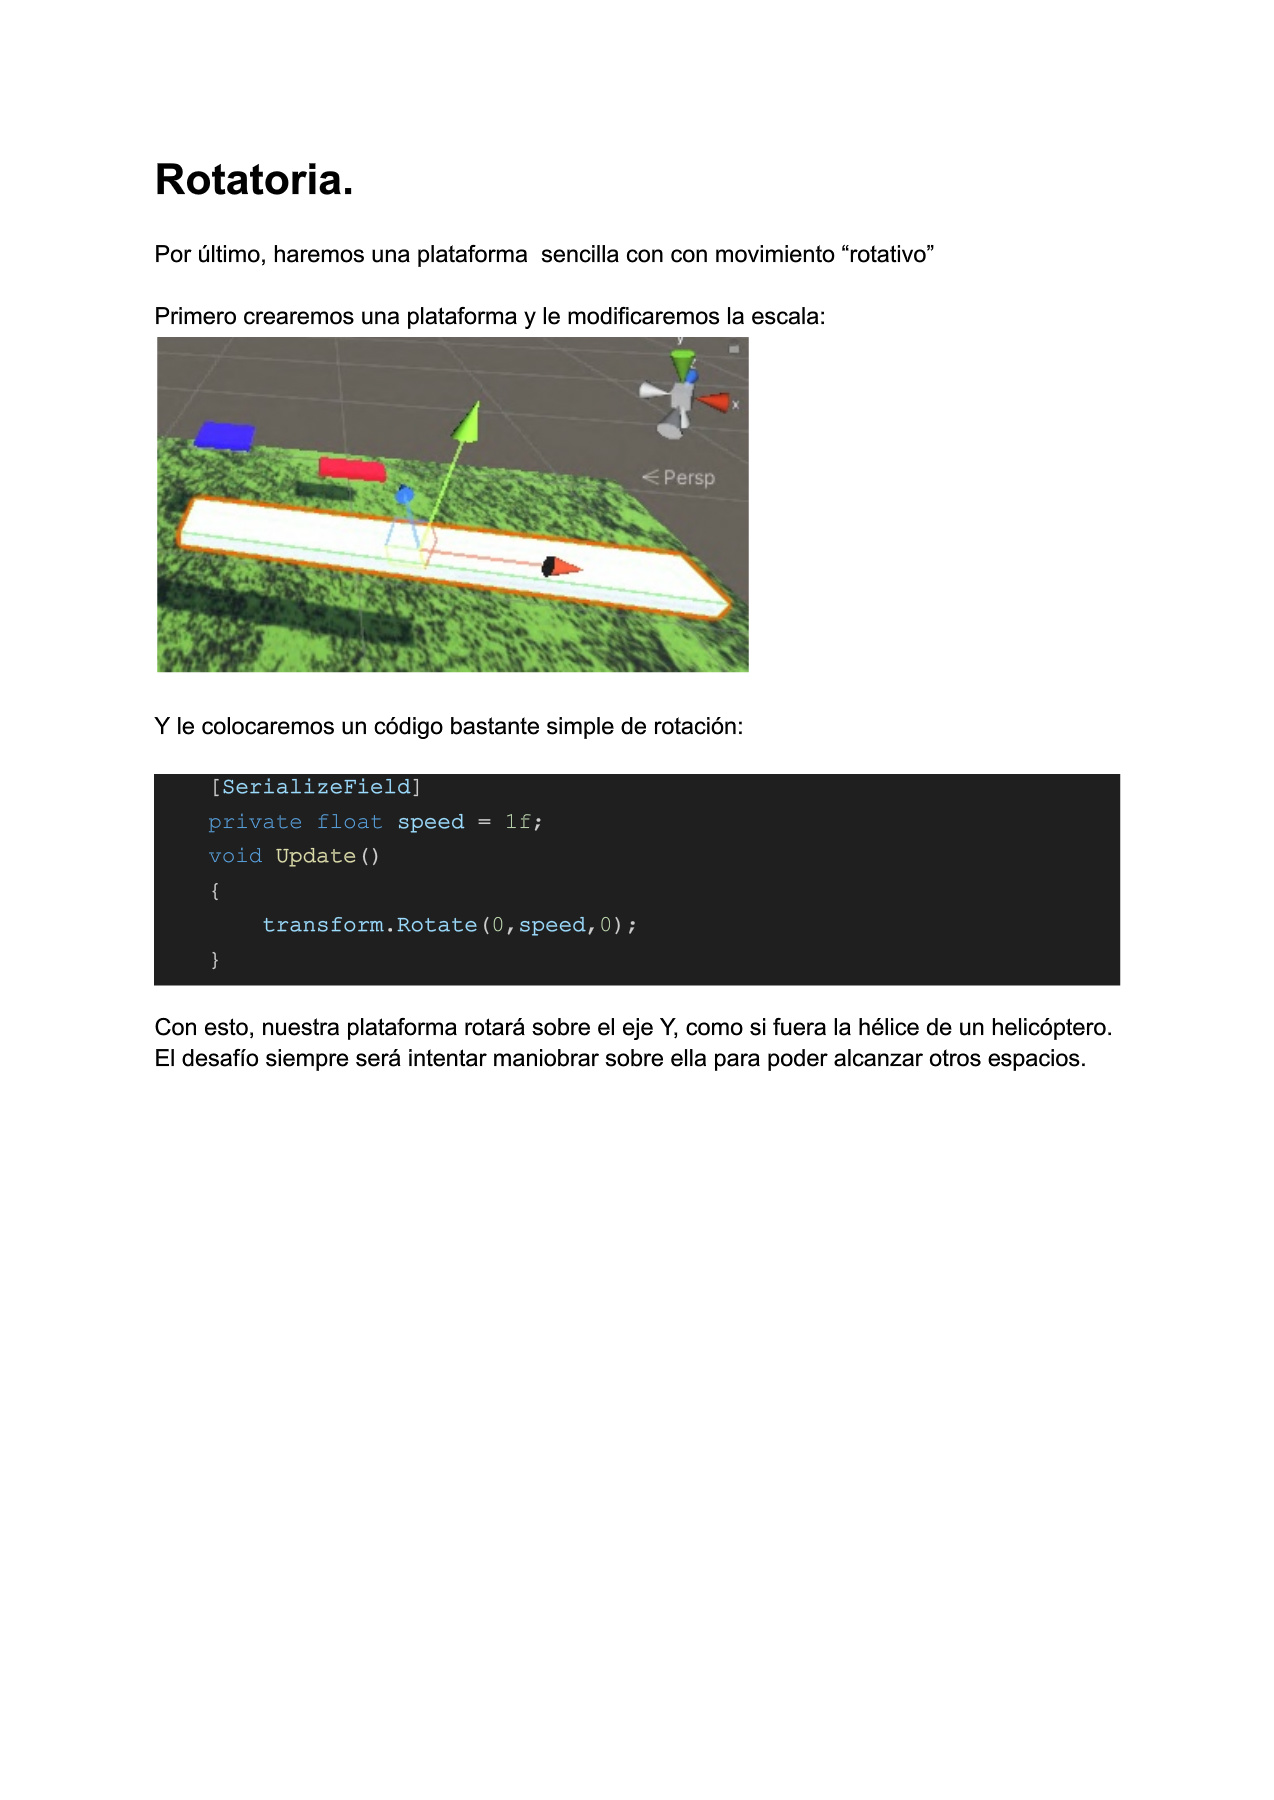 Rotatoria.
Por último, haremos una plataforma  sencilla con con movimiento “rotativo”
Primero crearemos una plataforma y le modificaremos la escala:
y
z
x
< Persp
Y le colocaremos un código bastante simple de rotación:
[SerializeField]
private float speed = 1f;
void Update()
{
transform.Rotate(0,speed,0);
}
Con esto, nuestra plataforma rotará sobre el eje Y, como si fuera la hélice de un helicóptero.
El desafío siempre será intentar maniobrar sobre ella para poder alcanzar otros espacios.